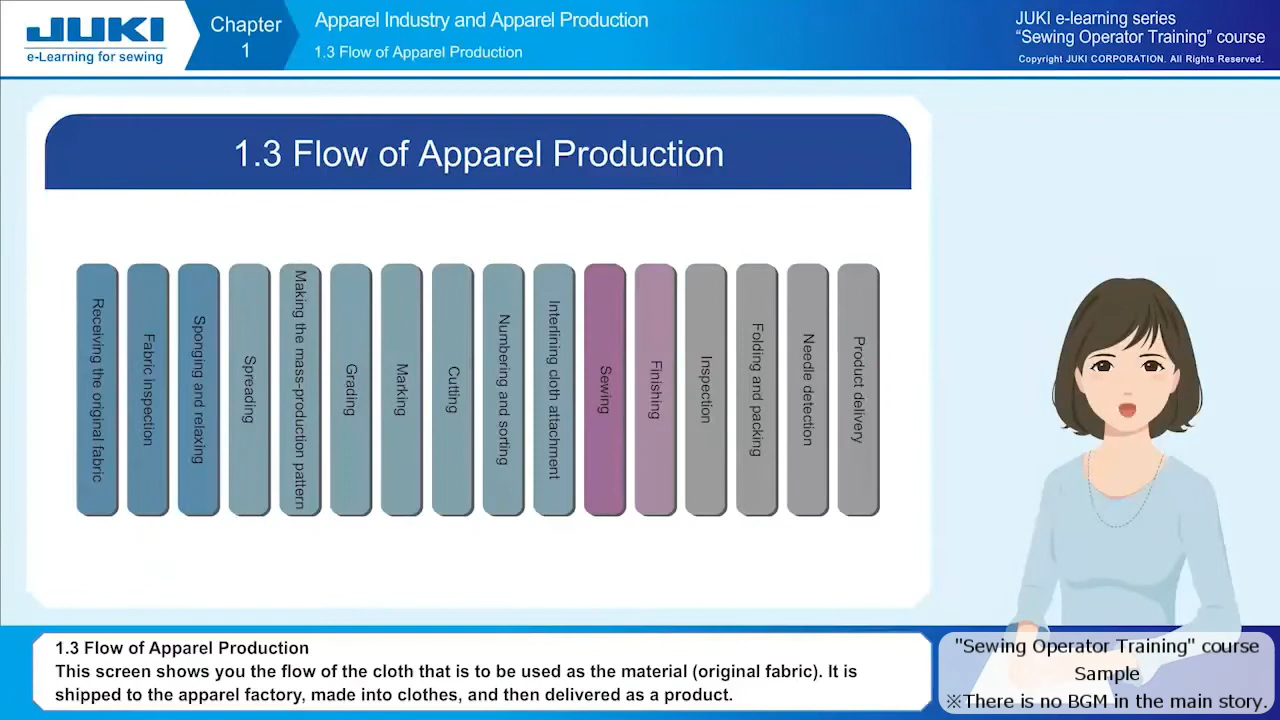 JUKI
e-Learning for sewing
Chapter
1
Apparel Industry and Apparel Production
1.3 Flow of Apparel Production
JUKI e-learning series
“Sewing Operator Training” course
Copyright JUKI CORPORATION. All Rights Reserved.
1.3 Flow of Apparel Production
Receiving the original fabric
Fabric inspection
Sponging and relaxing
Spreading
Making the mass-production pattern
Grading
Marking
Cutting
Numbering and sorting
Interlining cloth attachment
Sewing
Finishing
Inspection
Folding and packing
Needle detection
Product delivery
1.3 Flow of Apparel Production
This screen shows you the flow of the cloth that is to be used as the material (original fabric). It is
shipped to the apparel factory, made into clothes, and then delivered as a product.
"Sewing Operator Training" course
Sample
※There is no BGM in the main story.